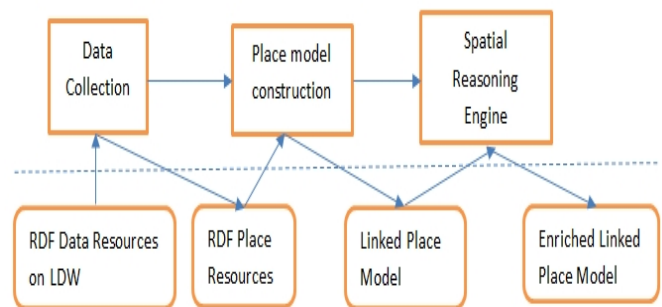 Data
Collection
Place model
construction
Spatial
Reasoning
Engine
RDF Data Resources
on LDW
RDF Place
Resources
Linked Place
Model
Enriched Linked
Place Model